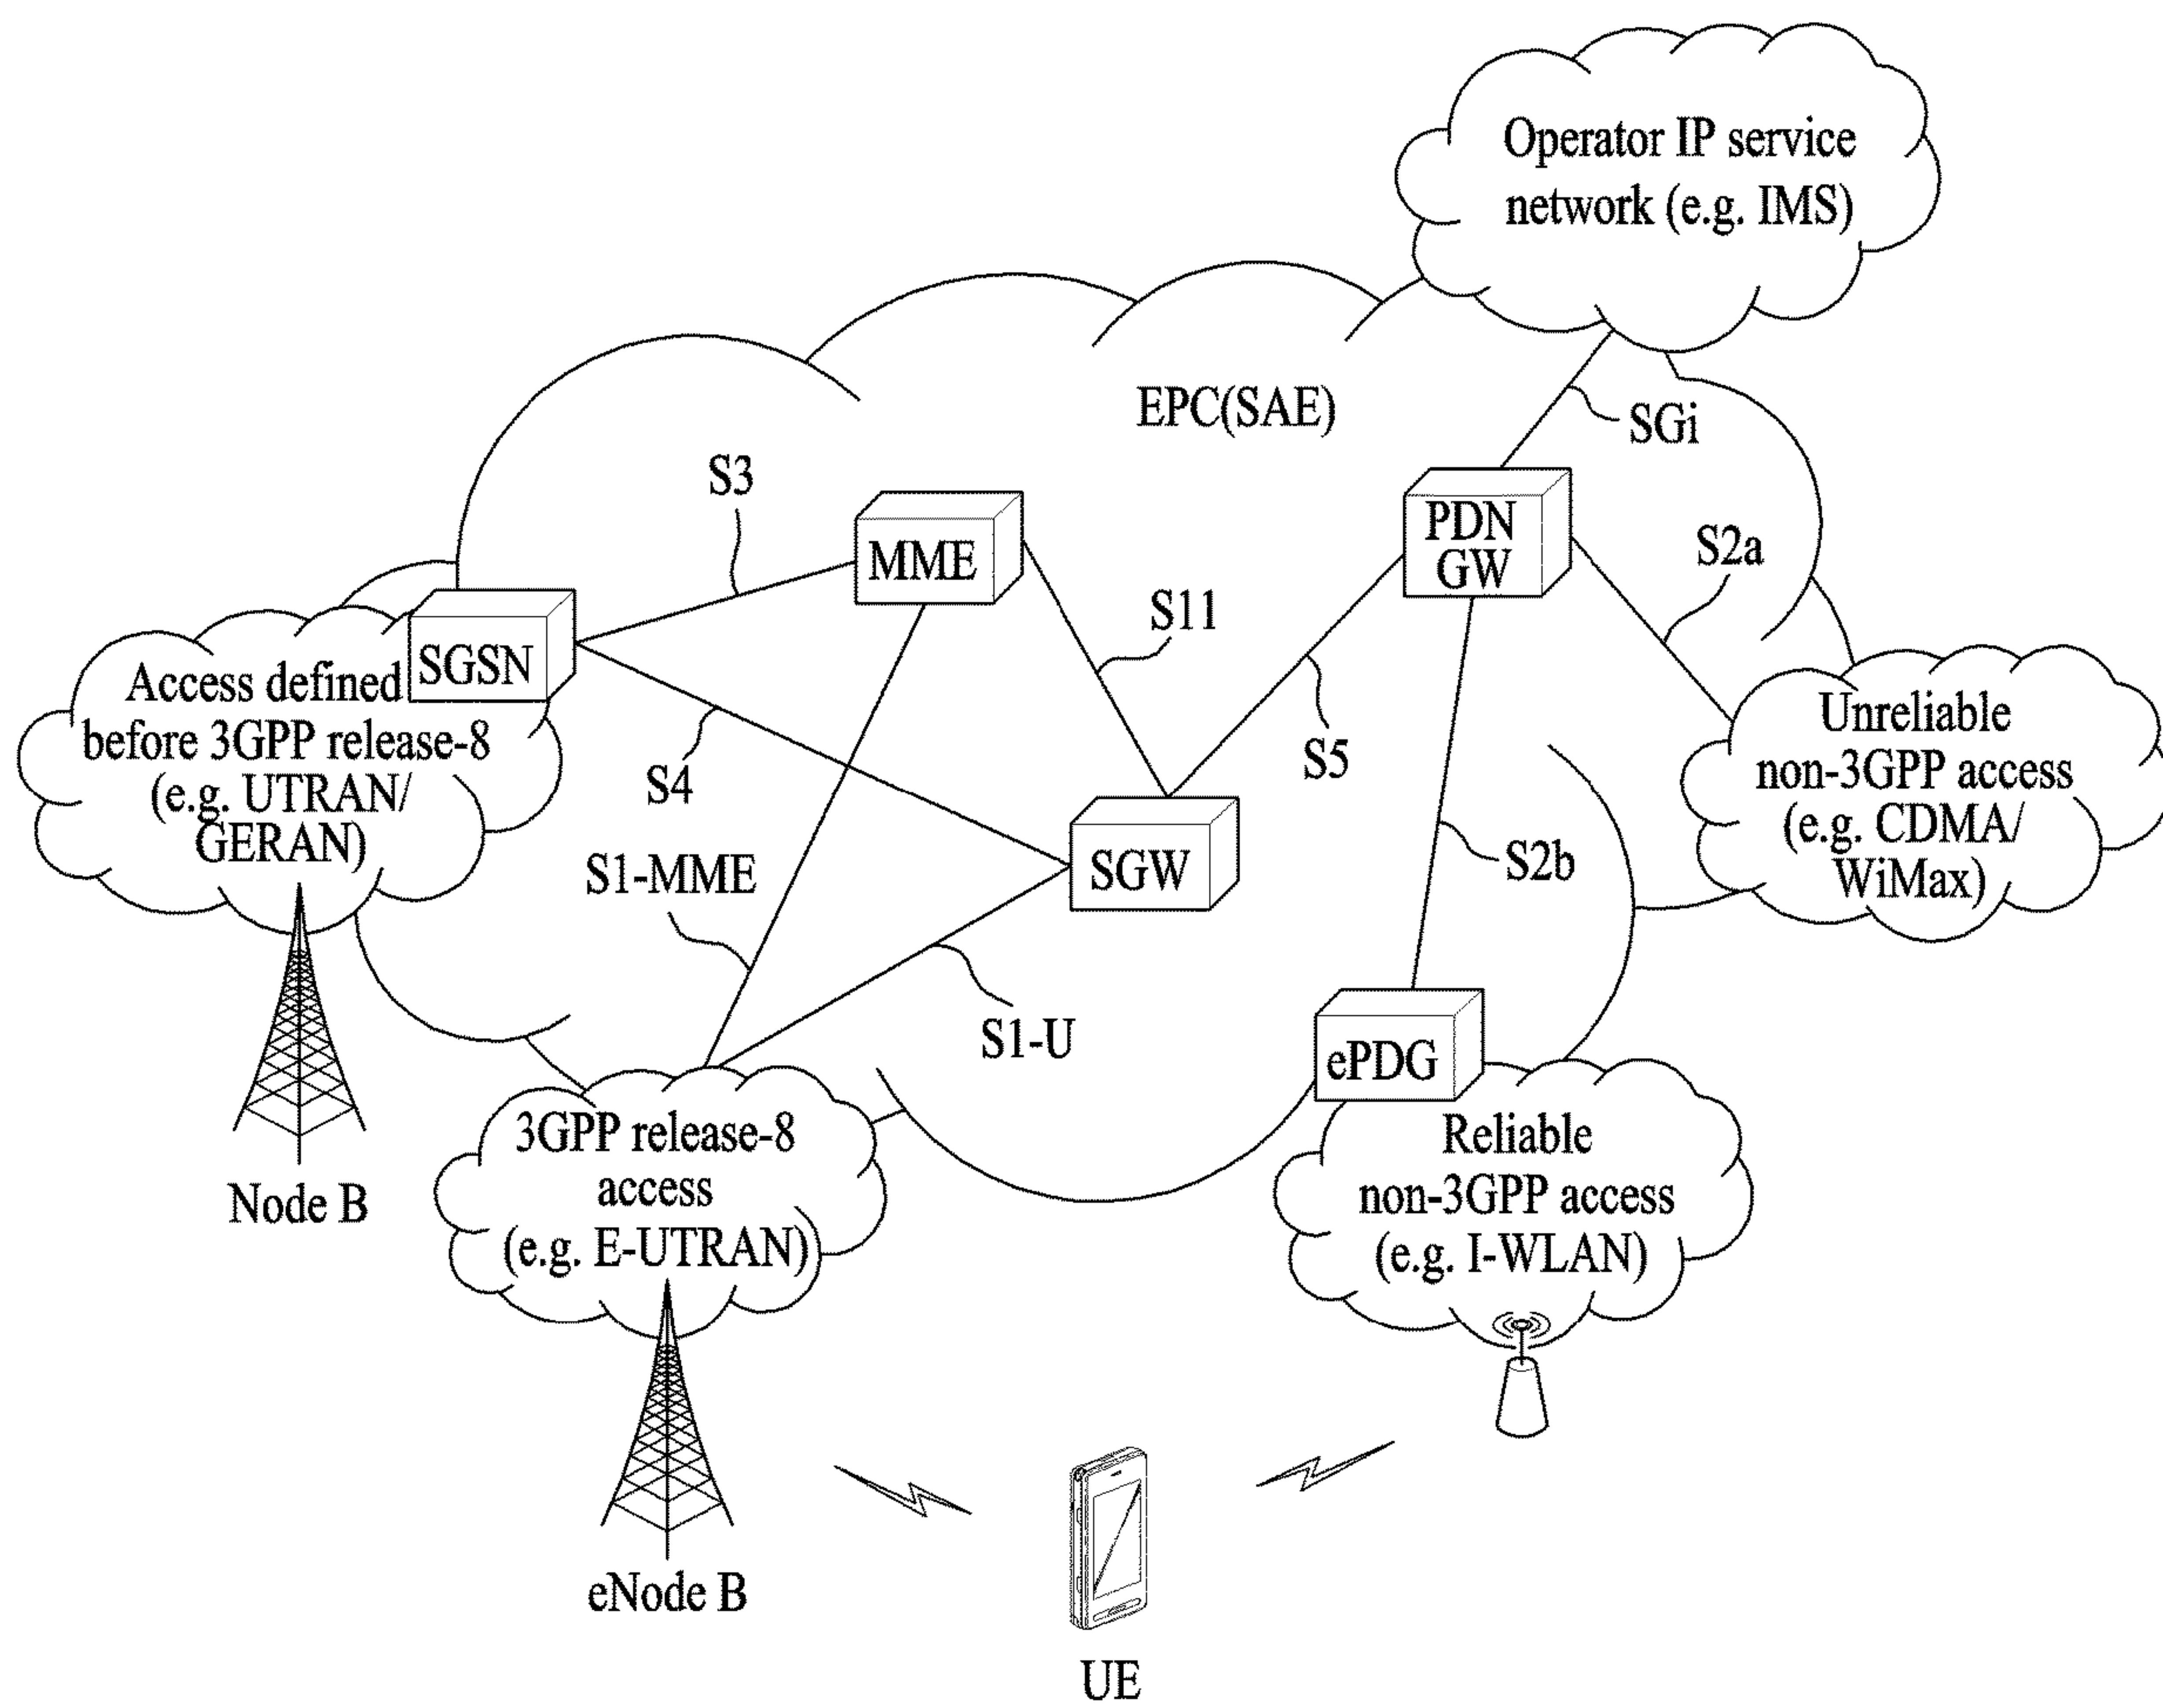 Operator IP service
network (e.g. IMS)
EPC(SAE)
SGi
S3
MME
PDN
GW
S2a
S11
SGSN
Access defined
before 3GPP release-8
(e.g. UTRAN/
GERAN)
S4
S5
Unreliable
non-3GPP access
(e.g. CDMA/
WiMax)
S1-MME
SGW
S2b
S1-U
ePDG
Node B
3GPP release-8
access
(e.g. E-UTRAN)
Reliable
non-3GPP access
(e.g. I-WLAN)
eNode B
UE